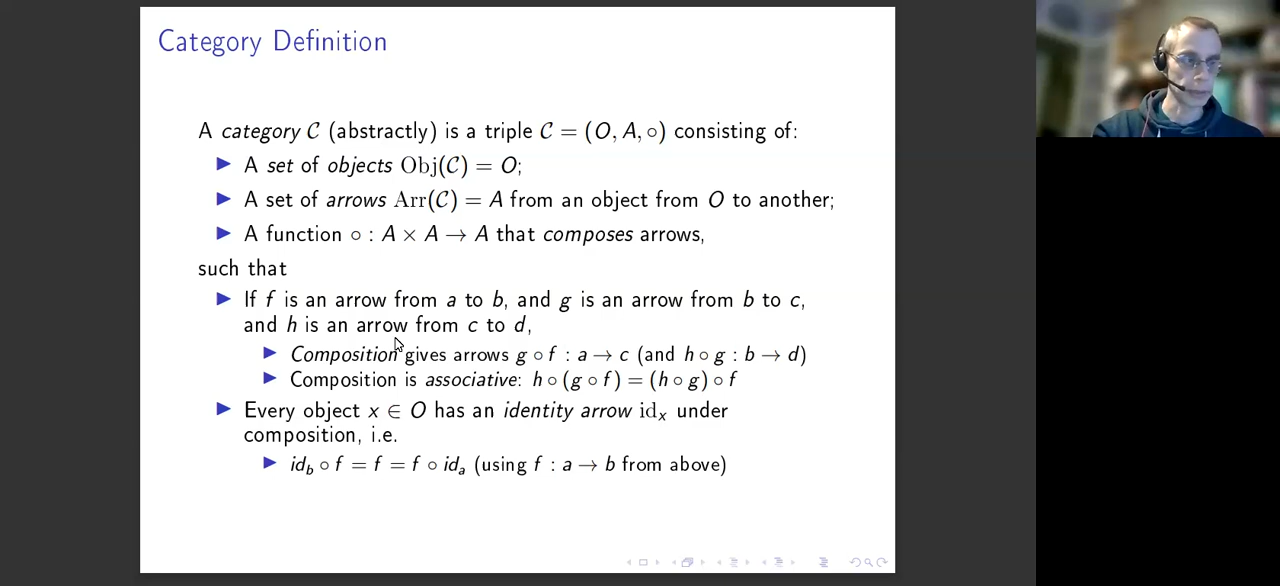 Category Definition
A category 𝒞 (abstractly) is a triple 𝒞 = (O, A, ∘) consisting of:
▶ A set of objects Obj(𝒞) = O;
▶ A set of arrows Arr(𝒞) = A from an object from O to another;
▶ A function ∘ : A × A → A that composes arrows,
such that
▶ If f is an arrow from a to b, and g is an arrow from b to c,
and h is an arrow from c to d,
▶ Composition gives arrows g ∘ f : a → c (and h ∘ g : b → d)
▶ Composition is associative: h ∘ (g ∘ f) = (h ∘ g) ∘ f
▶ Every object x ∈ O has an identity arrow idₓ under
composition, i.e.
▶ id_b ∘ f = f = f ∘ id_a (using f : a → b from above)